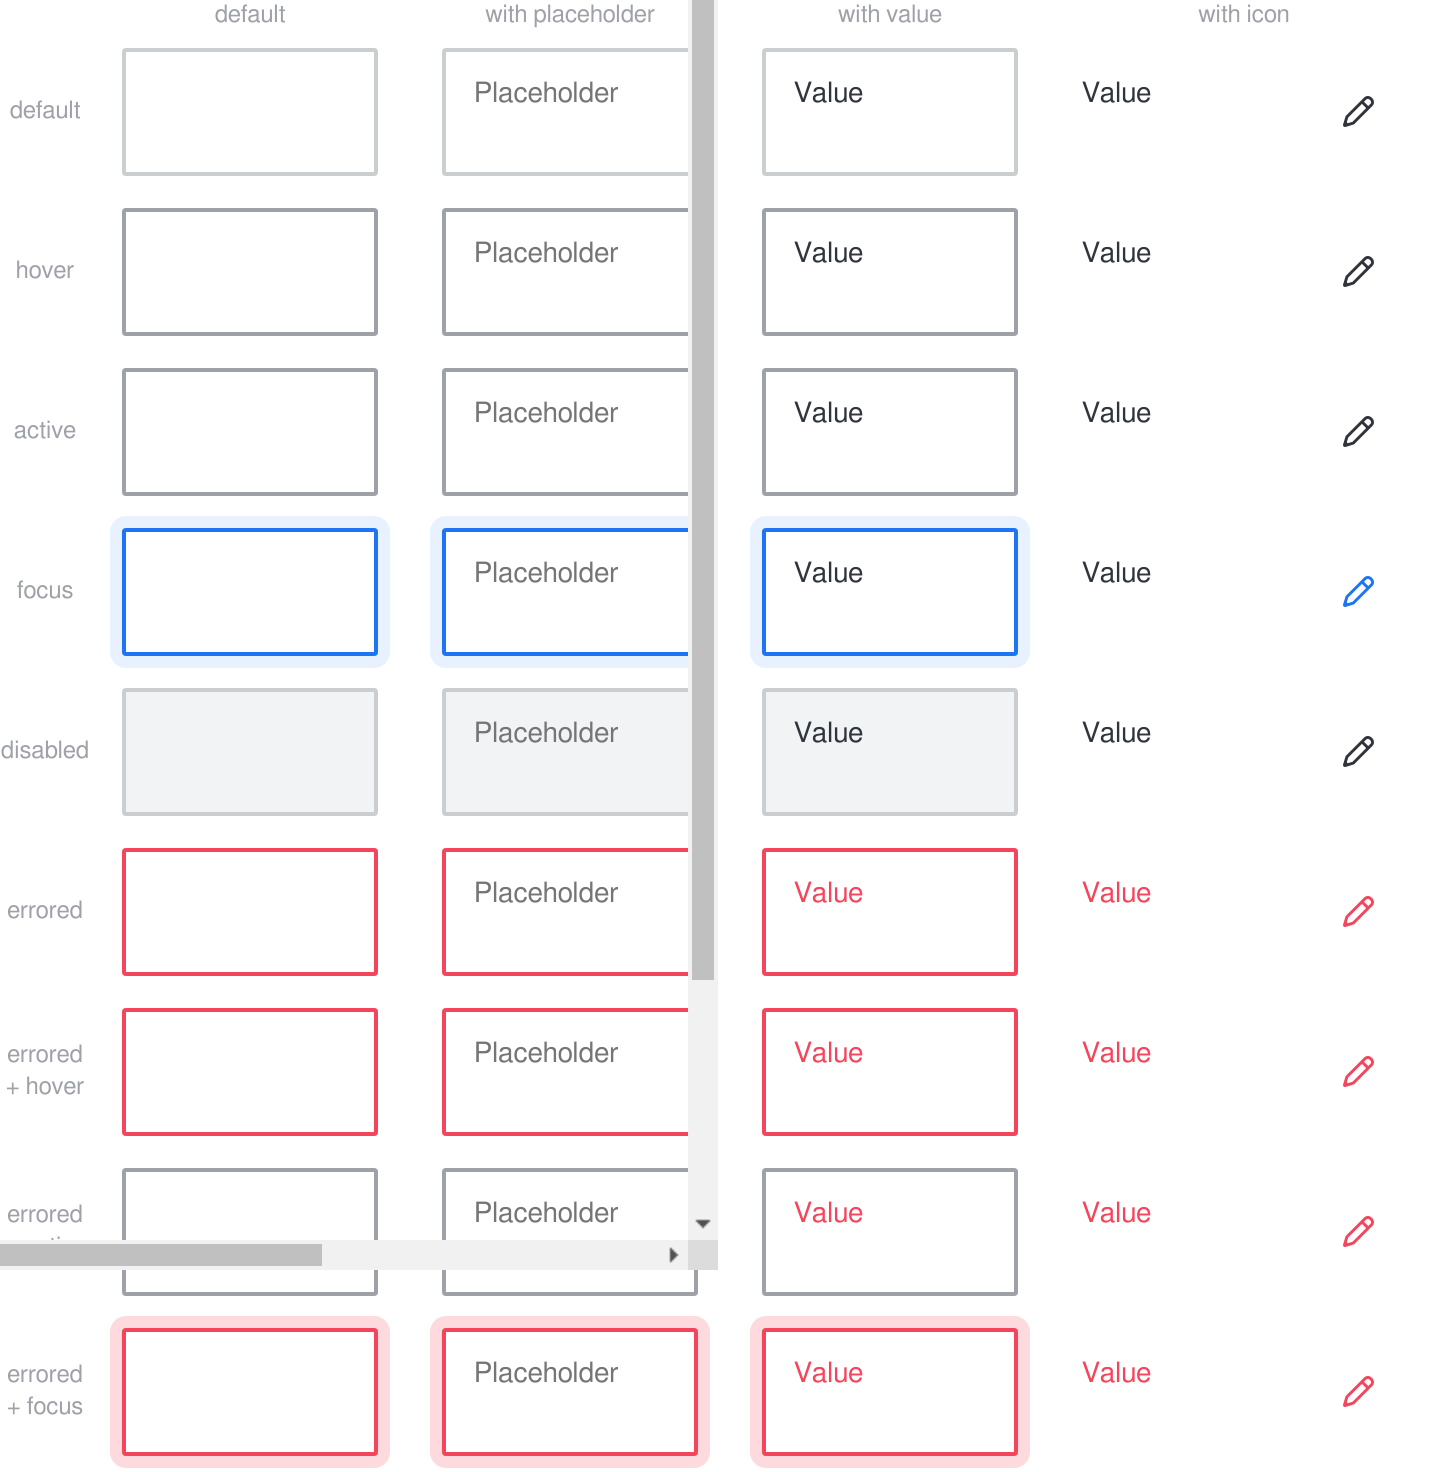 default with placeholder with value with icon
default Placeholder Value Value
hover Placeholder Value Value
active Placeholder Value Value
focus Placeholder Value Value
disabled Placeholder Value Value
errored Placeholder Value Value
errored
+ hover Placeholder Value Value
errored Placeholder Value Value
errored
+ focus Placeholder Value Value